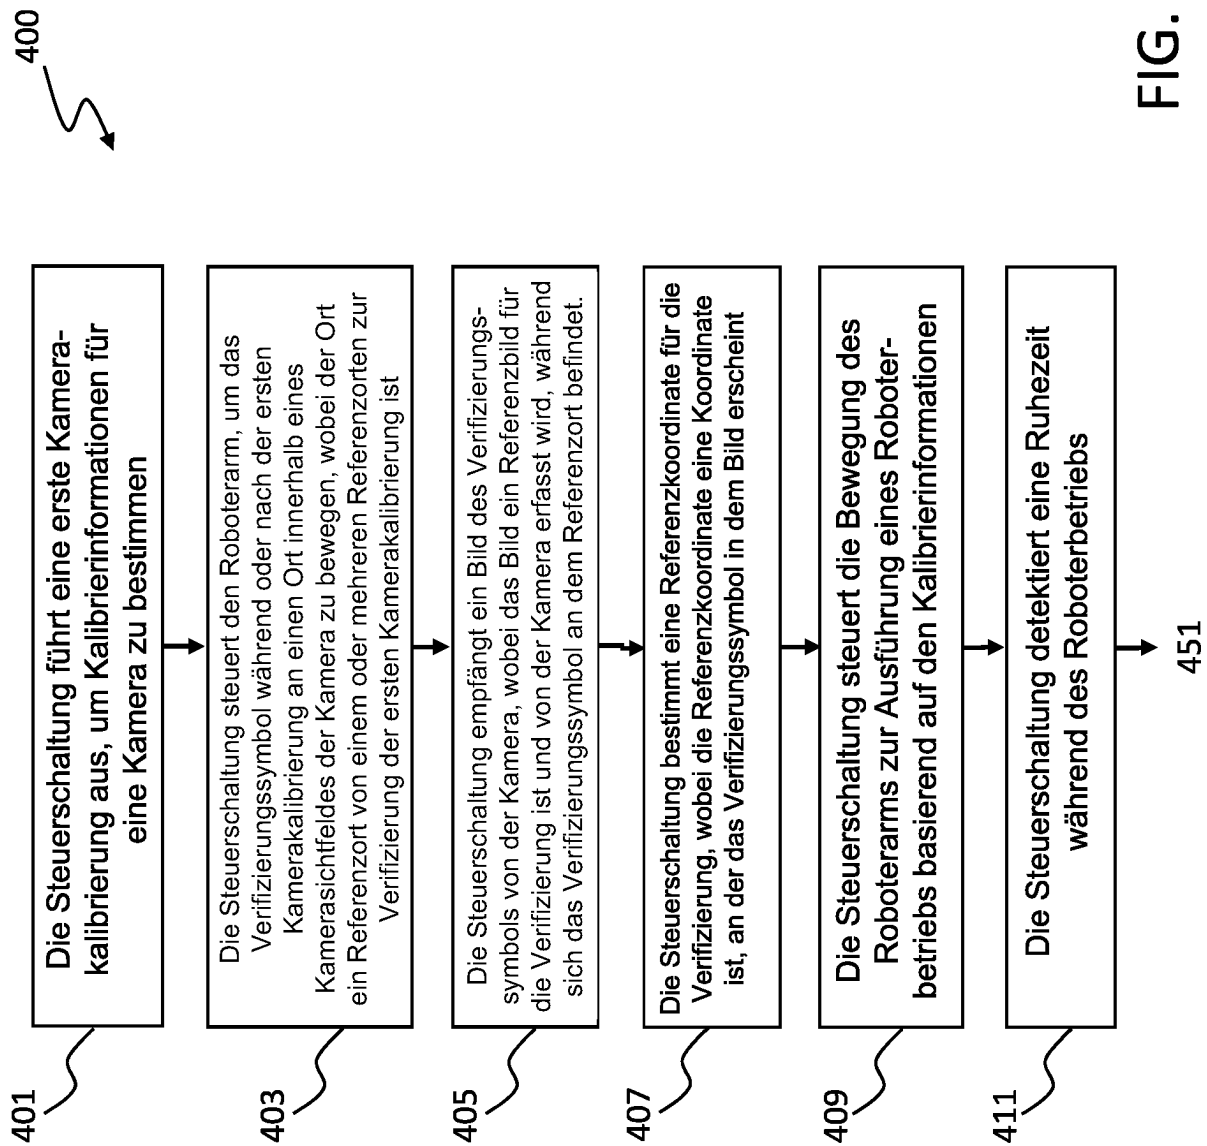 400
401
Die Steuerschaltung führt eine erste Kamera-
kalibrierung aus, um Kalibrierinformationen für
eine Kamera zu bestimmen
403
Die Steuerschaltung steuert den Roboterarm, um das
Verifizierungssymbol während oder nach der ersten
Kamerakalibrierung an einen Ort innerhalb eines
Kamerasichtfeldes der Kamera zu bewegen, wobei der Ort
ein Referenzort von einem oder mehreren Referenzorten zur
Verifizierung der ersten Kamerakalibrierung ist
405
Die Steuerschaltung empfängt ein Bild des Verifizierungs-
symbols von der Kamera, wobei das Bild ein Referenzbild für
die Verifizierung ist und von der Kamera erfasst wird, während
sich das Verifizierungssymbol an dem Referenzort befindet.
407
Die Steuerschaltung bestimmt eine Referenzkoordinate für die
Verifizierung, wobei die Referenzkoordinate eine Koordinate
ist, an der das Verifizierungssymbol in dem Bild erscheint
409
Die Steuerschaltung steuert die Bewegung des
Roboterarms zur Ausführung eines Roboter-
betriebs basierend auf den Kalibrierinformationen
411
Die Steuerschaltung detektiert eine Ruhezeit
während des Roboterbetriebs
451
FIG.